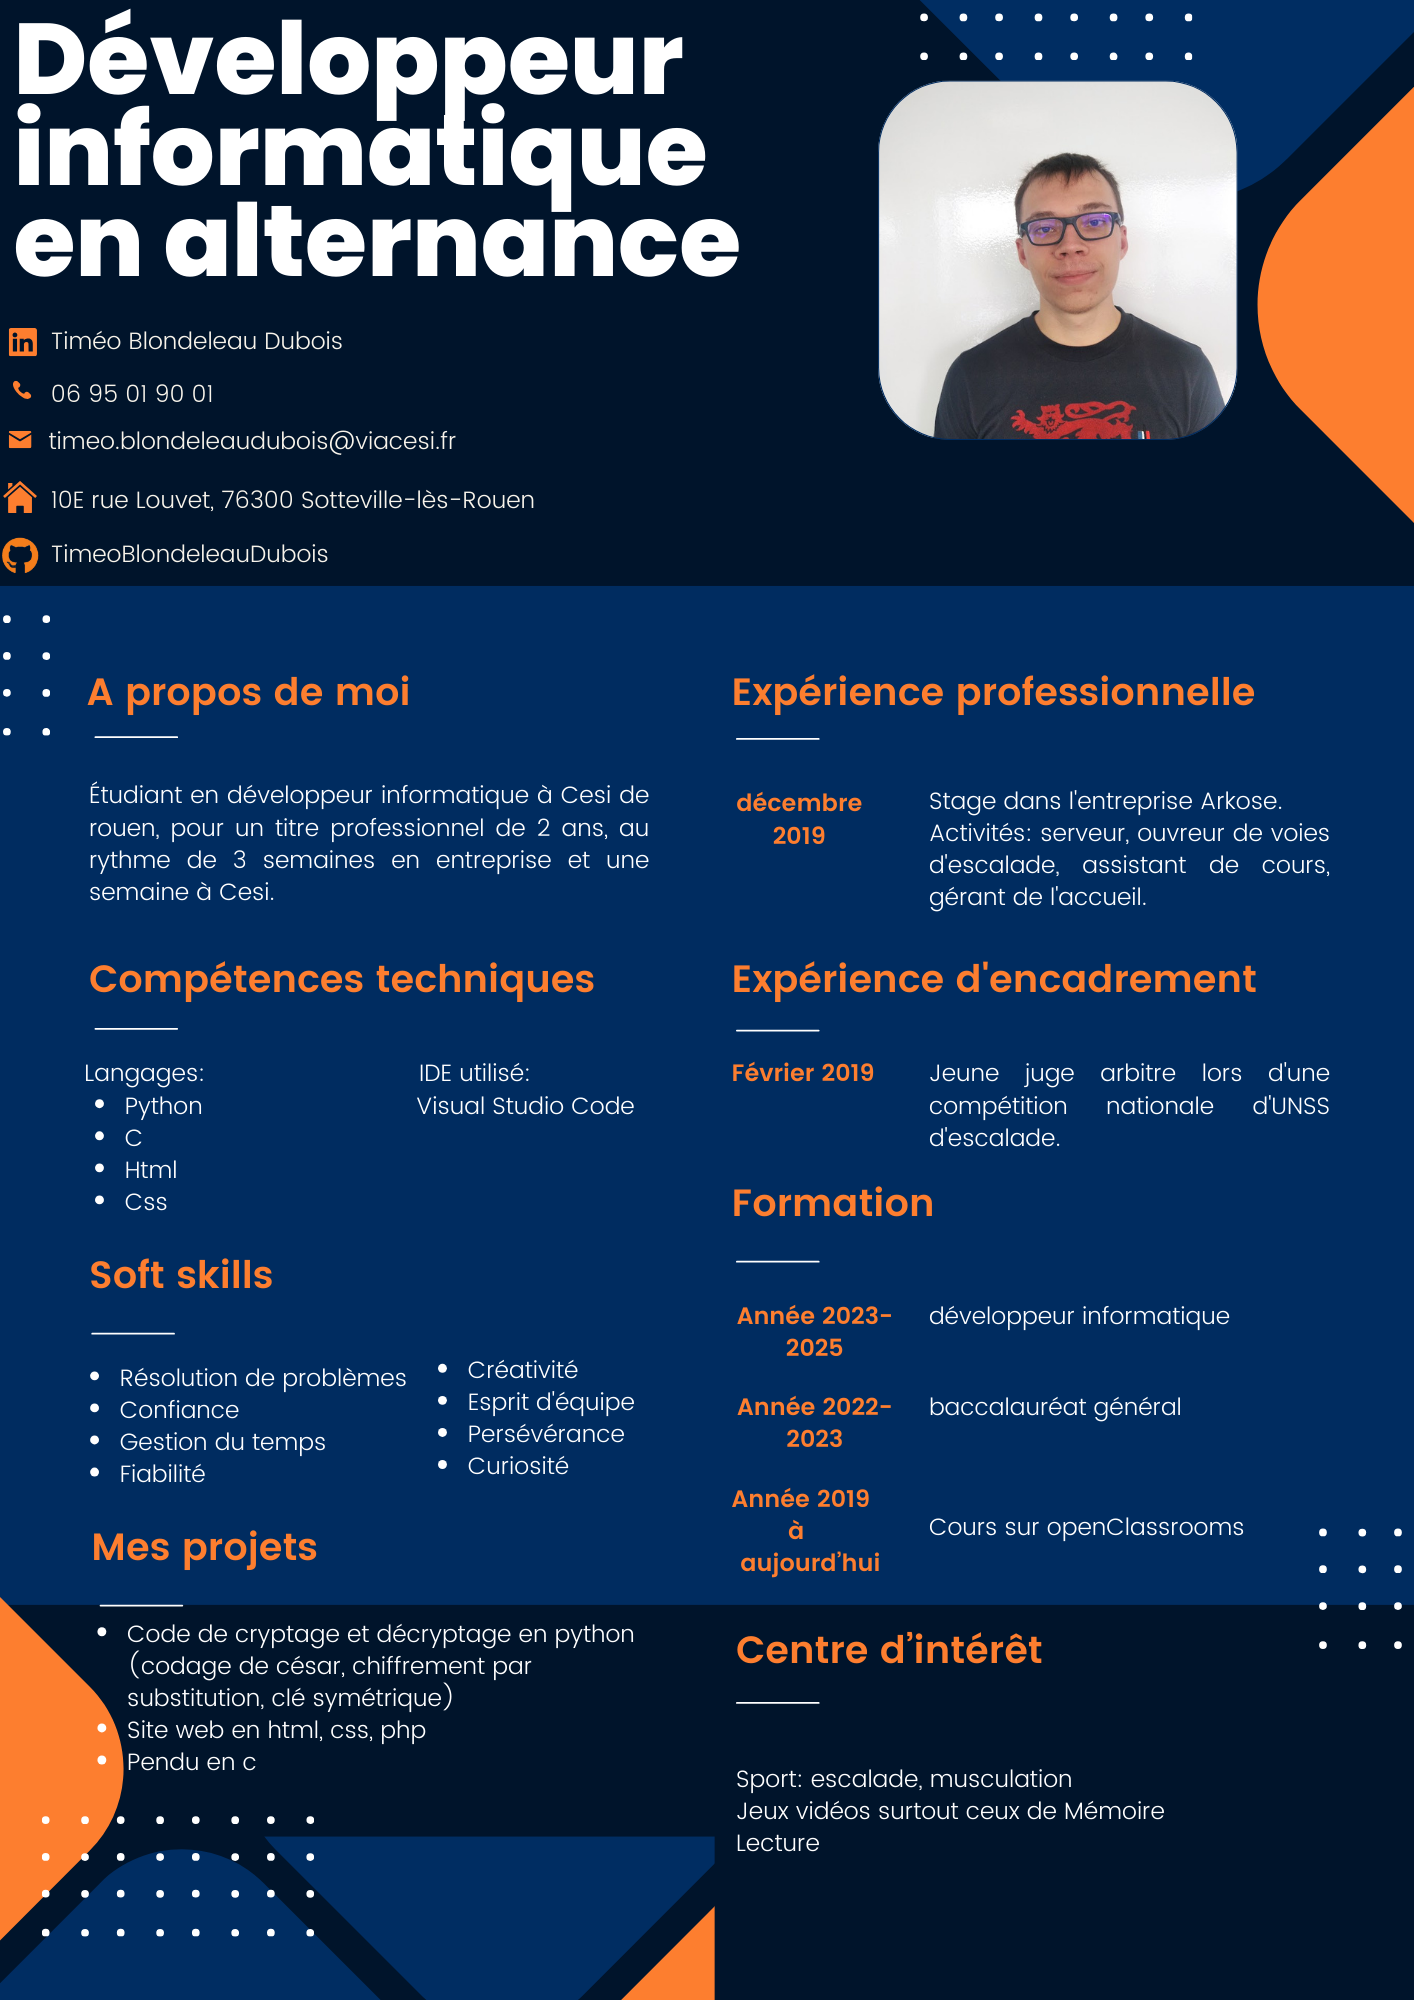 Développeur
informatique
en alternance
Timéo Blondeleau Dubois
06 95 01 90 01
timeo.blondeleaudubois@viacesi.fr
10E rue Louvet, 76300 Sotteville-lès-Rouen
TimeoBlondeleauDubois
A propos de moi
Étudiant en développeur informatique à Cesi de
rouen, pour un titre professionnel de 2 ans, au
rythme de 3 semaines en entreprise et une
semaine à Cesi.
Compétences techniques
Langages:
Python
C
Html
Css
IDE utilisé:
Visual Studio Code
Soft skills
Résolution de problèmes
Confiance
Gestion du temps
Fiabilité
Créativité
Esprit d'équipe
Persévérance
Curiosité
Mes projets
Code de cryptage et décryptage en python
(codage de césar, chiffrement par
substitution, clé symétrique)
Site web en html, css, php
Pendu en c
Expérience professionnelle
décembre
2019
Stage dans l'entreprise Arkose.
Activités: serveur, ouvreur de voies
d'escalade, assistant de cours,
gérant de l'accueil.
Expérience d'encadrement
Février 2019
Jeune juge arbitre lors d'une
compétition nationale d'UNSS
d'escalade.
Formation
Année 2023-
2025
développeur informatique
Année 2022-
2023
baccalauréat général
Année 2019
à
aujourd’hui
Cours sur openClassrooms
Centre d’intérêt
Sport: escalade, musculation
Jeux vidéos surtout ceux de Mémoire
Lecture